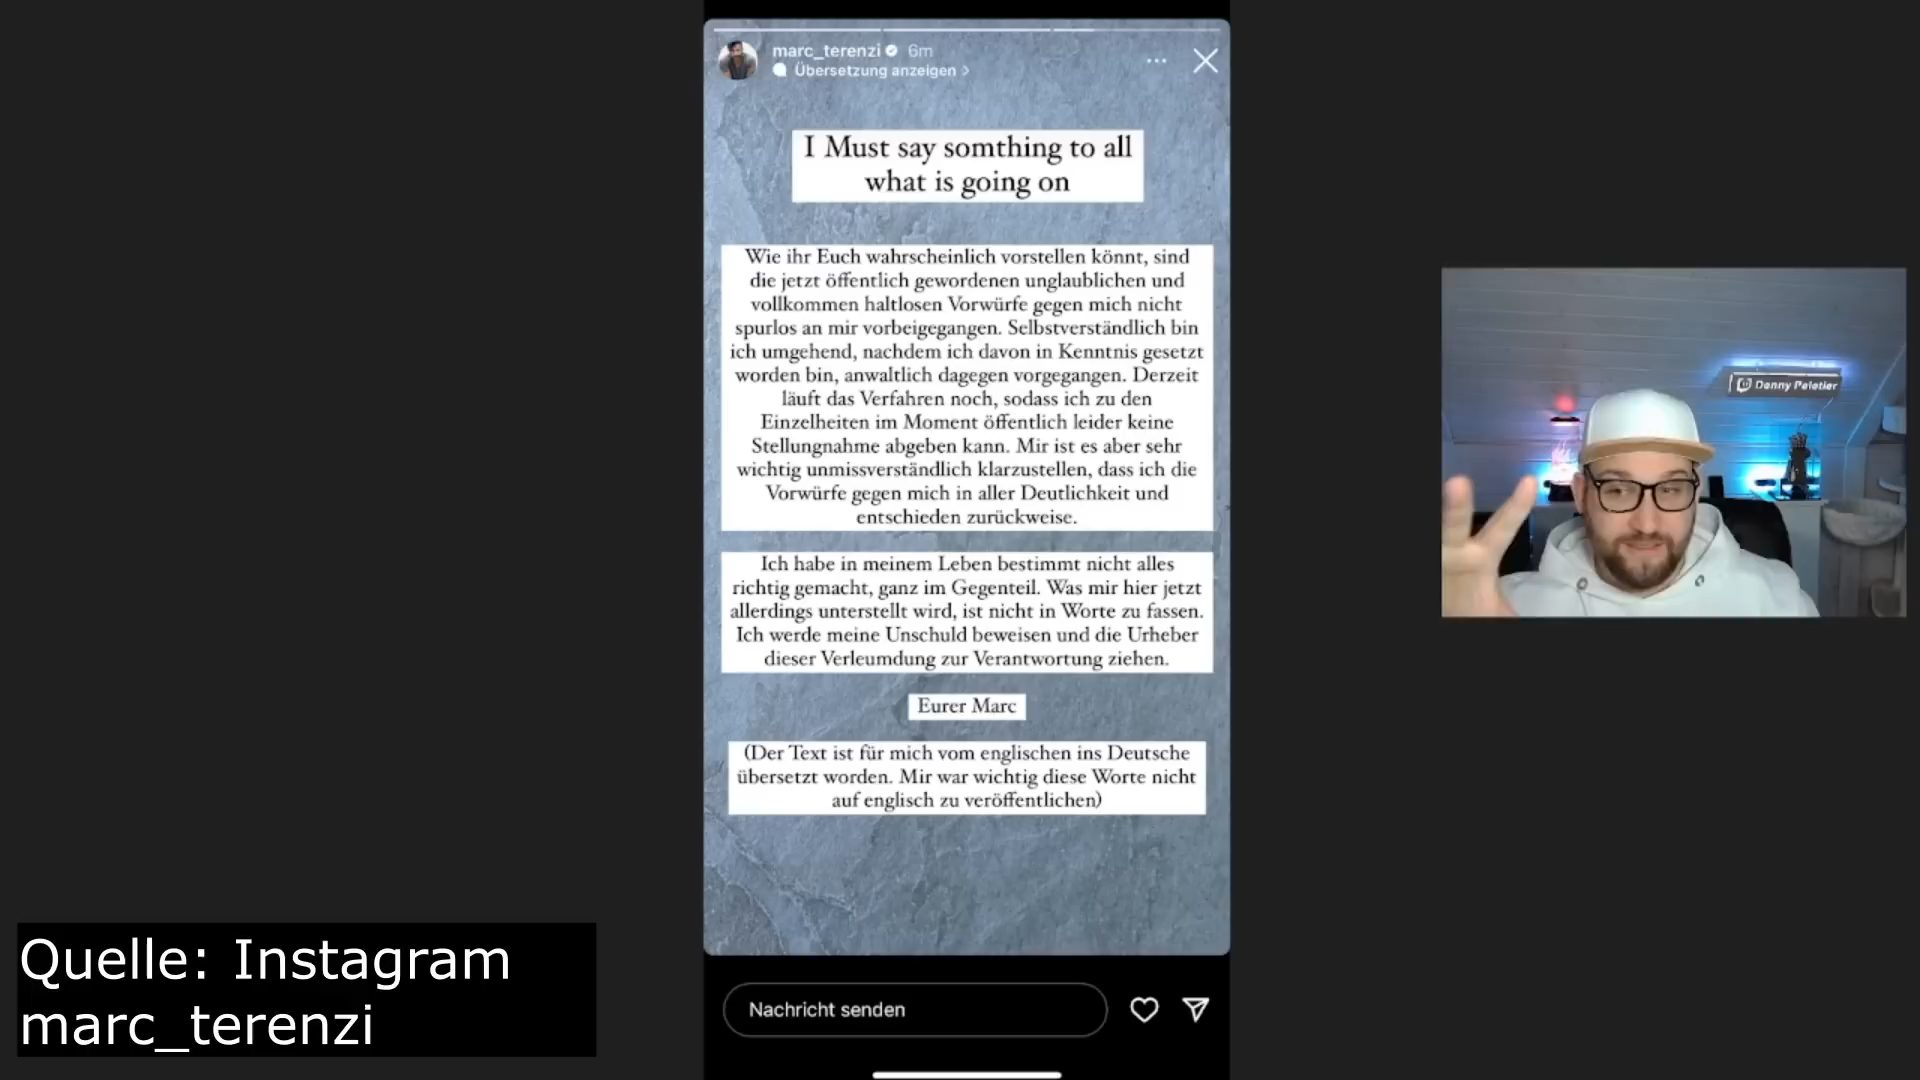 marc_terenzi 6m
Übersetzung anzeigen
I Must say somthing to all
what is going on
Wie ihr Euch wahrscheinlich vorstellen könnt, sind
die jetzt öffentlich gewordenen unglaublichen und
vollkommen haltlosen Vorwürfe gegen mich nicht
spurlos an mir vorbeigegangen. Selbstverständlich bin
ich umgehend, nachdem ich davon in Kenntnis gesetzt
worden bin, anwaltlich dagegen vorgegangen. Derzeit
läuft das Verfahren noch, sodass ich zu den
Einzelheiten im Moment öffentlich leider keine
Stellungnahme abgeben kann. Mir ist es aber sehr
wichtig unmissverständlich klarzustellen, dass ich die
Vorwürfe gegen mich in aller Deutlichkeit und
entschieden zurückweise.
Ich habe in meinem Leben bestimmt nicht alles
richtig gemacht, ganz im Gegenteil. Was mir hier jetzt
allerdings unterstellt wird, ist nicht in Worte zu fassen.
Ich werde meine Unschuld beweisen und die Urheber
dieser Verleumdung zur Verantwortung ziehen.
Eurer Marc
(Der Text ist für mich vom englischen ins Deutsche
übersetzt worden. Mir war wichtig diese Worte nicht
auf englisch zu veröffentlichen)
Nachricht senden
Danny Peletier
Quelle: Instagram
marc_terenzi